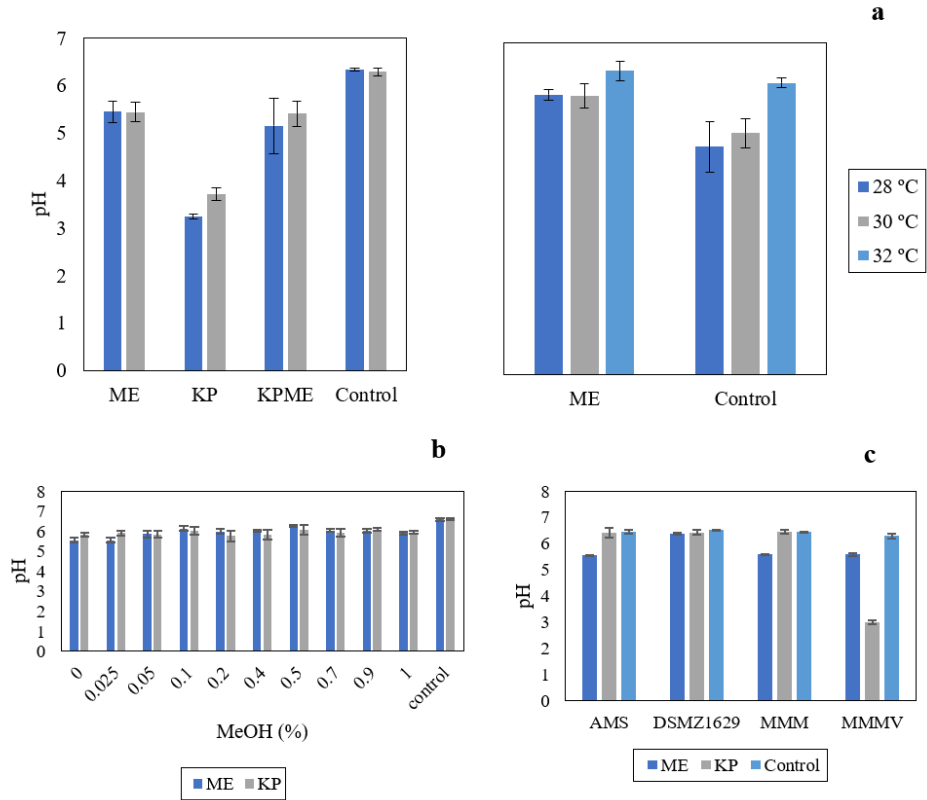 a
7
6
5
4
3
2
1
0
pH
ME KP KPME Control
ME Control
28 °C
30 °C
32 °C
b
8
7
6
5
4
3
2
1
0
pH
0 0.025 0.05 0.1 0.2 0.4 0.5 0.7 0.9 1 control
MeOH (%)
ME KP
c
8
7
6
5
4
3
2
1
0
pH
AMS DSMZ1629 MMM MMMV
ME KP Control